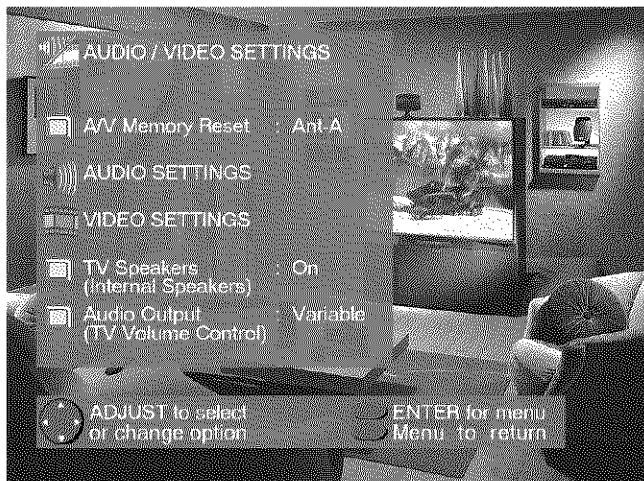 AUDIO / VIDEO SETTINGS
A/V Memory Reset : Ant-A
AUDIO SETTINGS
VIDEO SETTINGS
TV Speakers : On
(Internal Speakers)
Audio Output : Variable
(TV Volume Control)
ADJUST to select
or change option
ENTER for menu
Menu to return